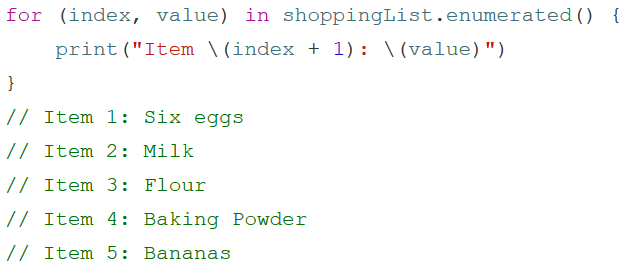 for (index, value) in shoppingList.enumerated() {
    print("Item \(index + 1): \(value)")
}
// Item 1: Six eggs
// Item 2: Milk
// Item 3: Flour
// Item 4: Baking Powder
// Item 5: Bananas